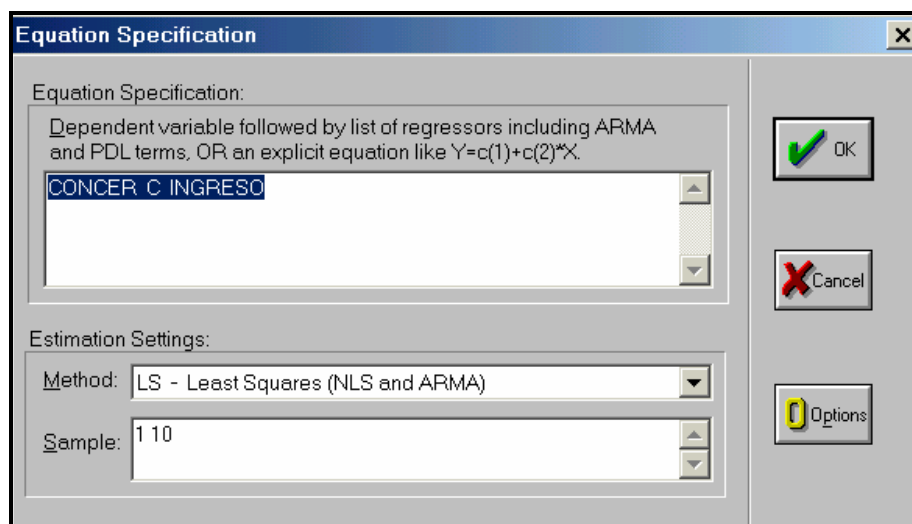 Equation Specification
Equation Specification:
Dependent variable followed by list of regressors including ARMA
and PDL terms, OR an explicit equation like Y=c(1)+c(2)*X.
CONCER C INGRESO
OK
Cancel
Estimation Settings:
Method: LS - Least Squares (NLS and ARMA)
Sample: 1 10
Options